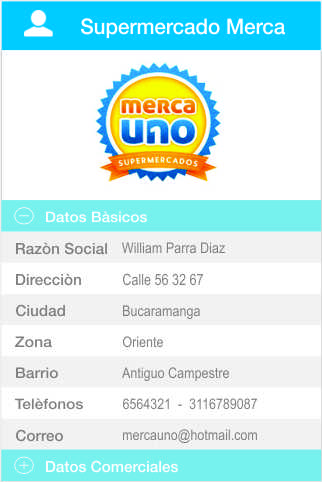 Supermercado Merca
merca
uno
SUPERMERCADOS
Datos Bàsicos
Razòn Social William Parra Diaz
Direcciòn Calle 56 32 67
Ciudad Bucaramanga
Zona Oriente
Barrio Antiguo Campestre
Telèfonos 6564321 - 3116789087
Correo mercauno@hotmail.com
Datos Comerciales